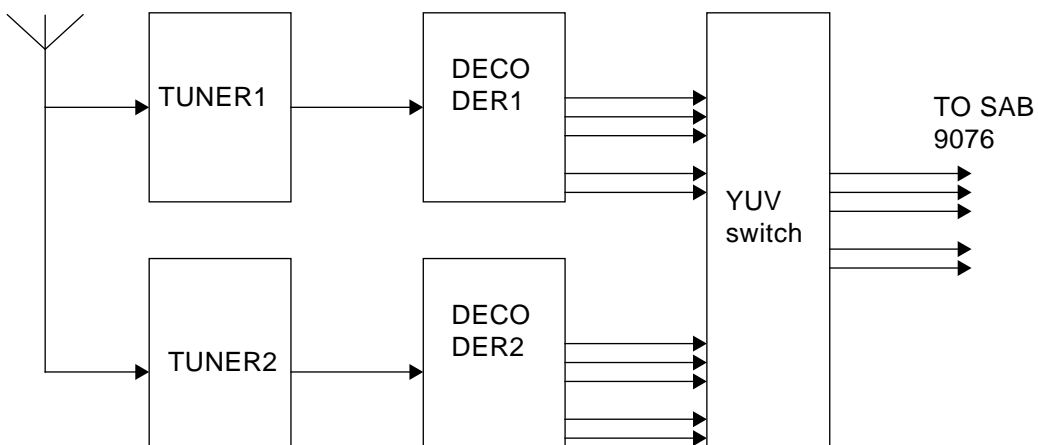 TUNER1
DECO
DER1
TO SAB
9076
YUV
switch
TUNER2
DECO
DER2